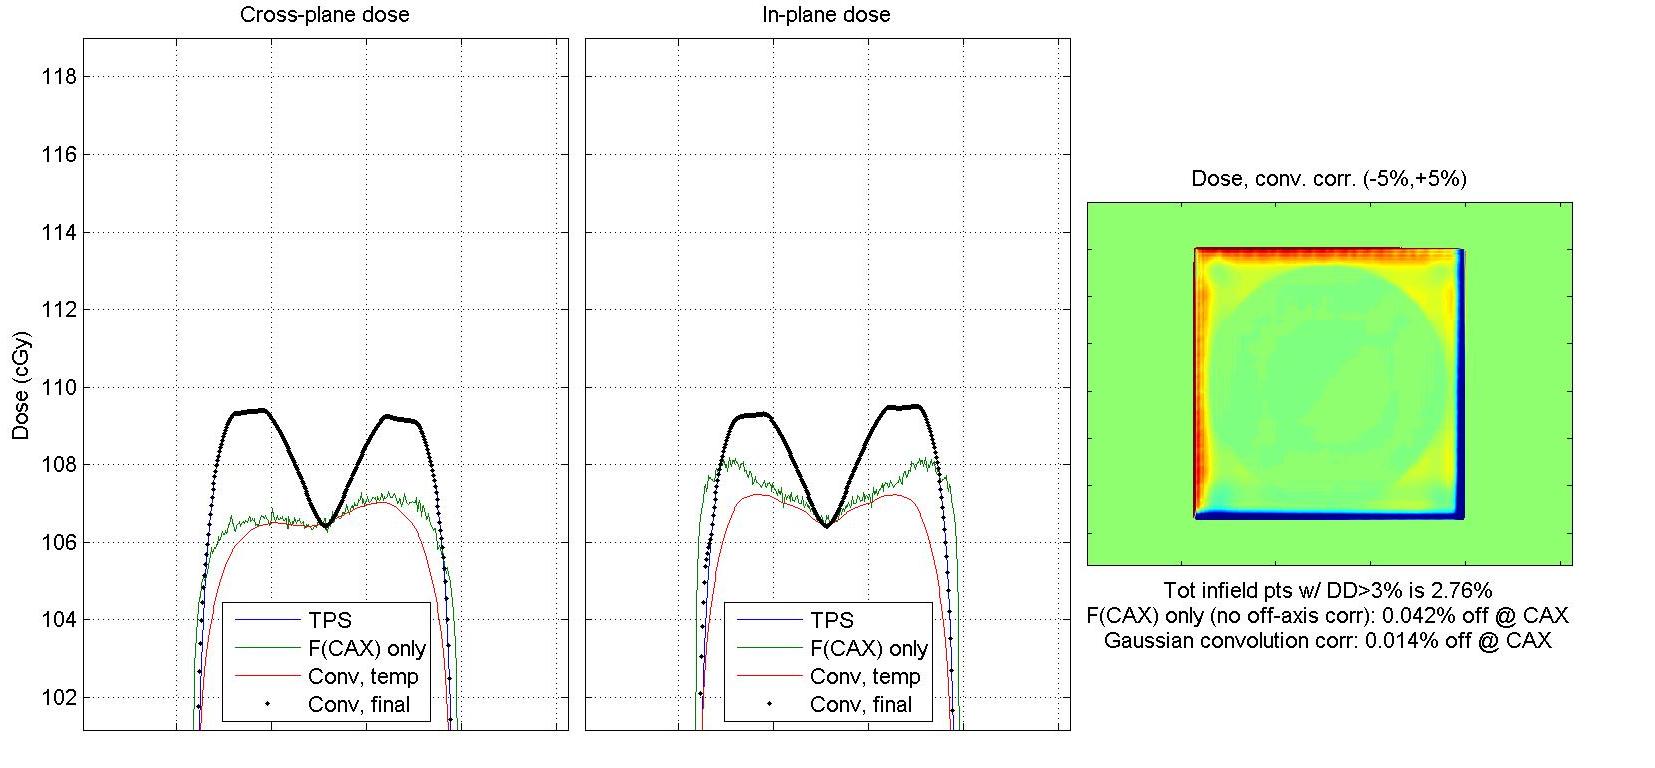 Cross-plane dose
In-plane dose
118
116
114
112
110
108
106
104
102
Dose (cGy)
TPS
F(CAX) only
Conv, temp
Conv, final
TPS
F(CAX) only
Conv, temp
Conv, final
Dose, conv. corr. (-5%,+5%)
Tot infield pts w/ DD>3% is 2.76%
F(CAX) only (no off-axis corr): 0.042% off @ CAX
Gaussian convolution corr: 0.014% off @ CAX